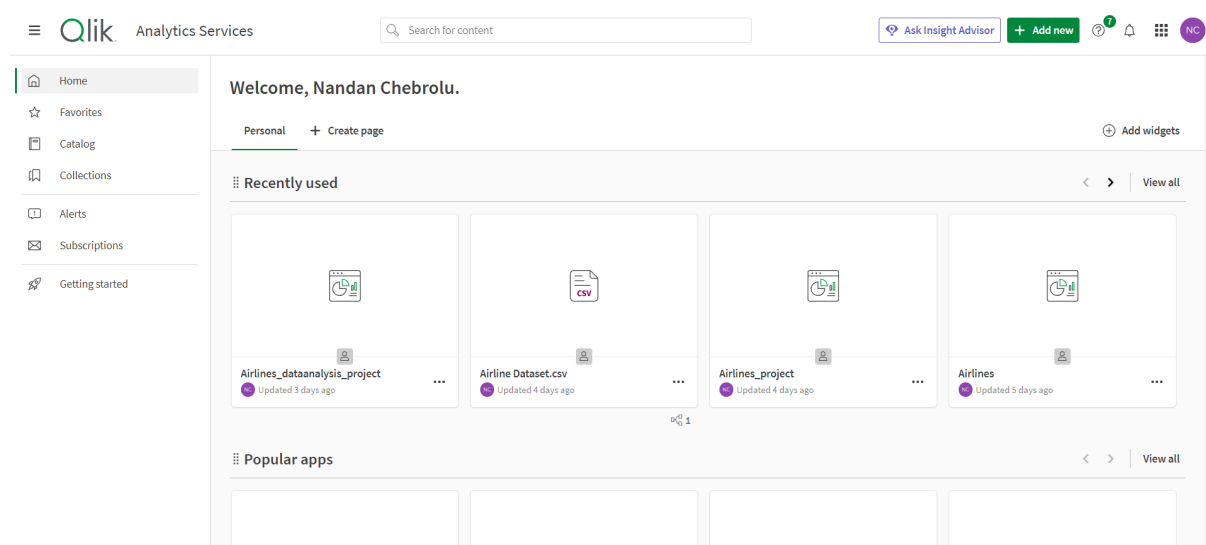 Qlik Analytics Services
Search for content
Ask Insight Advisor
+ Add new
7
NC
Home
Favorites
Catalog
Collections
Alerts
Subscriptions
Getting started
Welcome, Nandan Chebrolu.
Personal
+ Create page
Add widgets
Recently used
View all
CSV
Airlines_dataanalysis_project
NC Updated 3 days ago
Airline Dataset.csv
NC Updated 4 days ago
1
Airlines_project
NC Updated 4 days ago
Airlines
NC Updated 5 days ago
Popular apps
View all